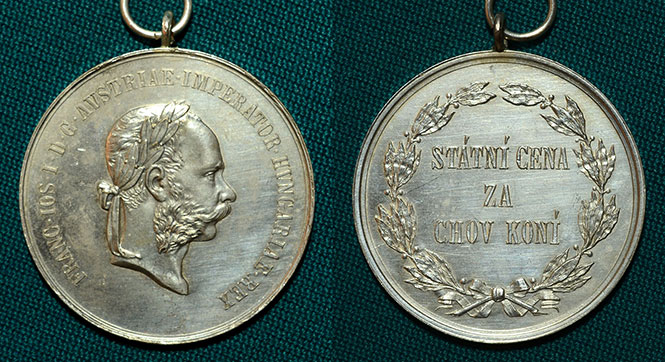 FRANC·IOS·I·D·G·AUSTRIAE·IMPERATOR·HUNGARIAE·REX
STÁTNÍ CENA
ZA
CHOV KONÍ